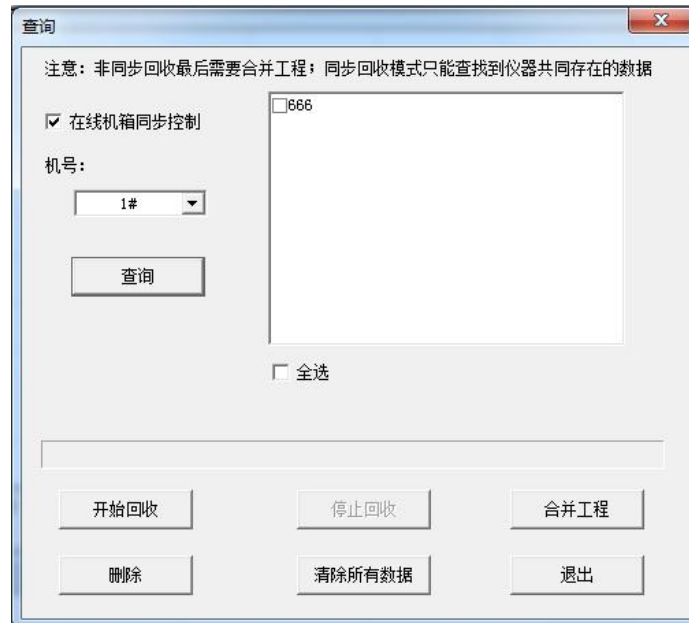 查询
注意：非同步回收最后需要合并工程；同步回收模式只能查找到仪器共同存在的数据
在线机箱同步控制
666
机号：
1#
查询
全选
开始回收
停止回收
合并工程
删除
清除所有数据
退出